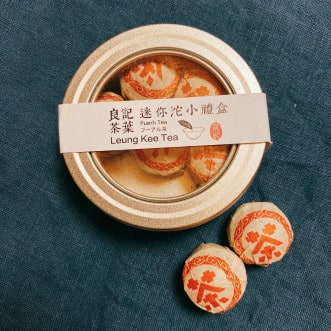 良記
茶葉
迷你沱小禮盒
Puerh Tea
プーアル茶
Leung Kee Tea
茶
茶
茶